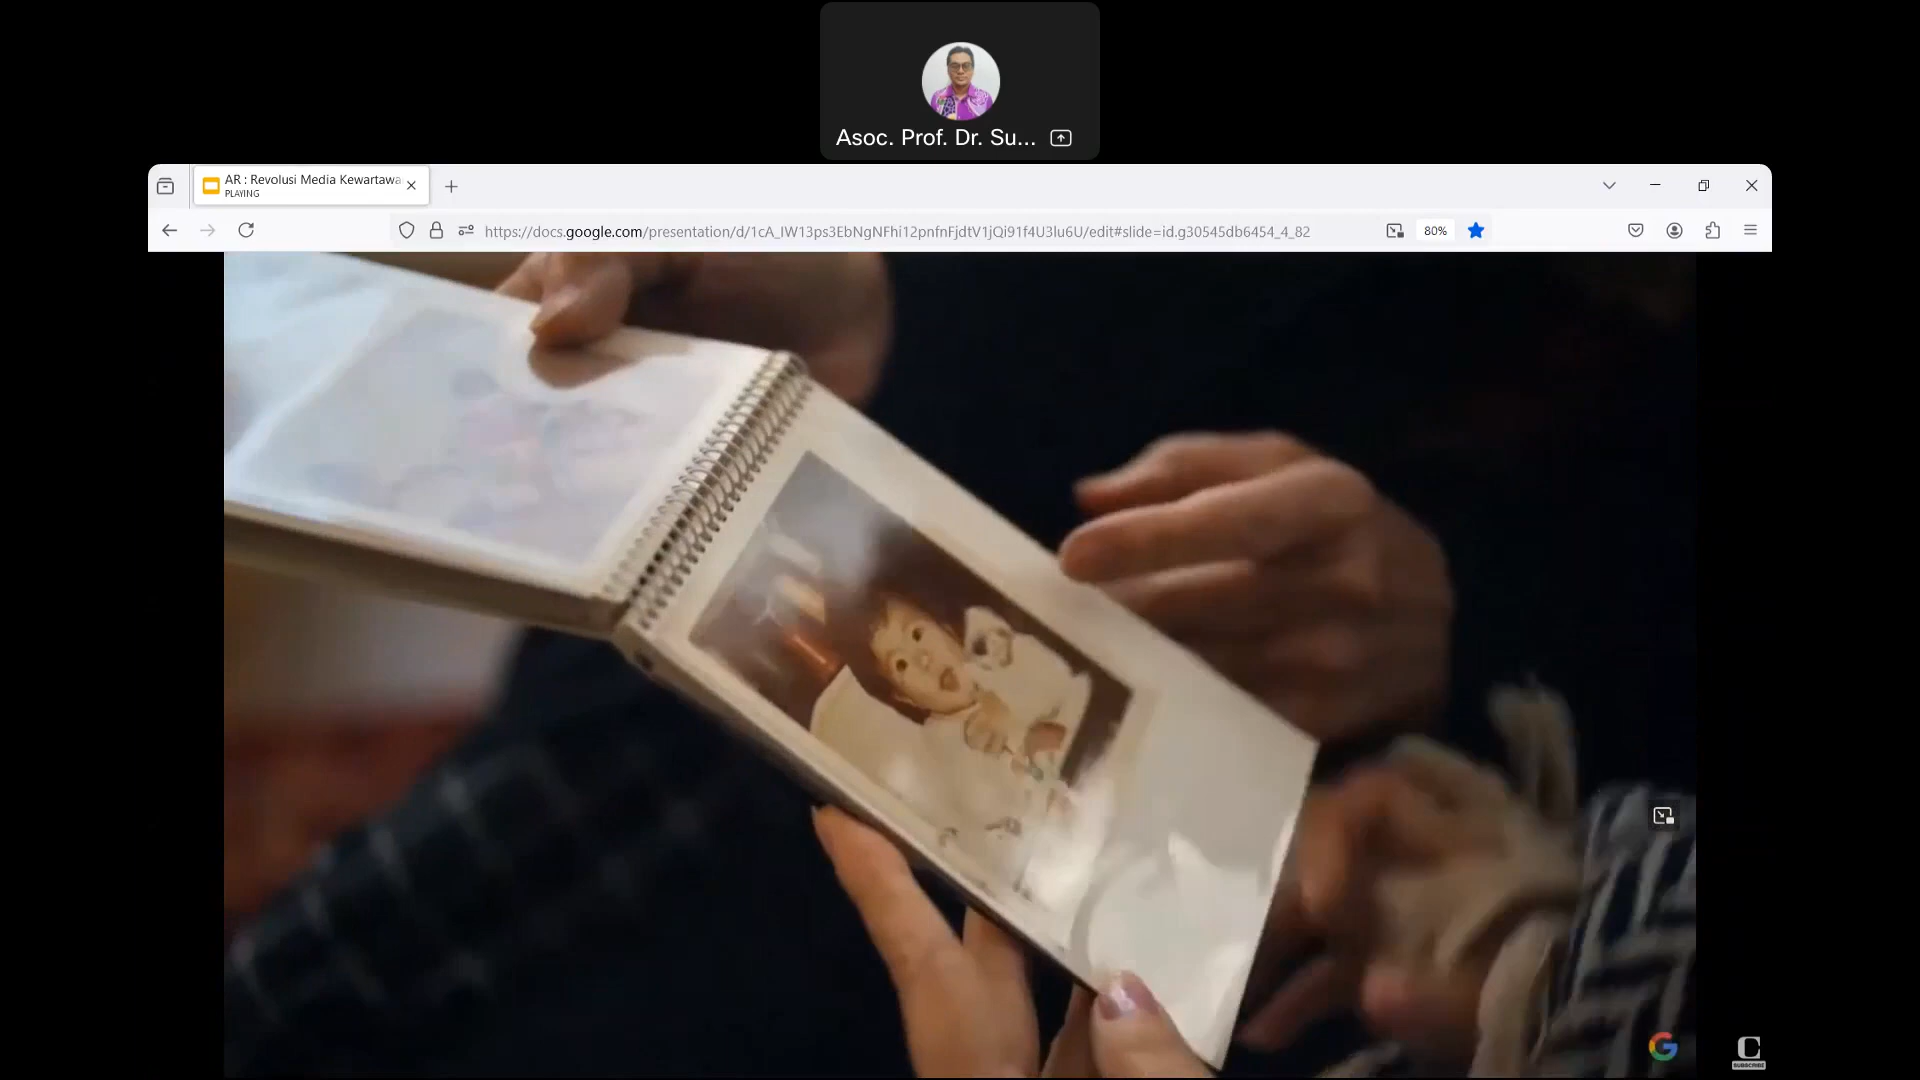 Asoc. Prof. Dr. Su...
AR : Revolusi Media Kewartawa
PLAYING
https://docs.google.com/presentation/d/1cA_IW13ps3EbNgNFhi12pnfnFjdtV1jQi91f4U3lu6U/edit#slide=id.g30545db6454_4_82
80%
G
C
SUBSCRIBE